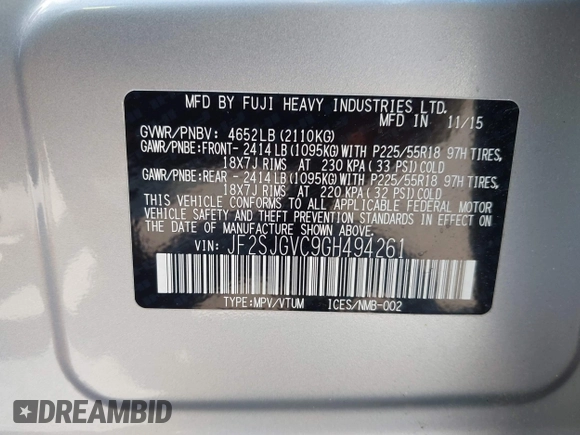 MFD BY FUJI HEAVY INDUSTRIES LTD.
MFD IN 11/15
GVWR/PNBV: 4652LB (2110KG)
GAWR/PNBE:FRONT- 2414 LB (1095KG) WITH P225/55R18 97H TIRES,
18X7J RIMS AT 230 KPA (33 PSI) COLD
GAWR/PNBE:REAR - 2414 LB (1095KG) WITH P225/55R18 97H TIRES,
18X7J RIMS AT 220 KPA (32 PSI) COLD
THIS VEHICLE CONFORMS TO ALL APPLICABLE FEDERAL MOTOR
VEHICLE SAFETY AND THEFT PREVENTION STANDARDS IN EFFECT ON
THE DATE OF MANUFACTURE SHOWN ABOVE.
VIN: JF2SJGVC9GH494261
TYPE:MPV/VTUM ICES/NMB-002
DREAMBID